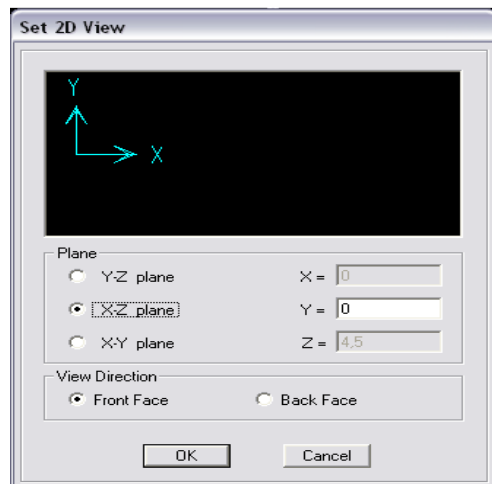 Set 2D View
Y
X
Plane
Y-Z plane X = 0
X-Z plane Y = 0
X-Y plane Z = 4,5
View Direction
Front Face Back Face
OK Cancel